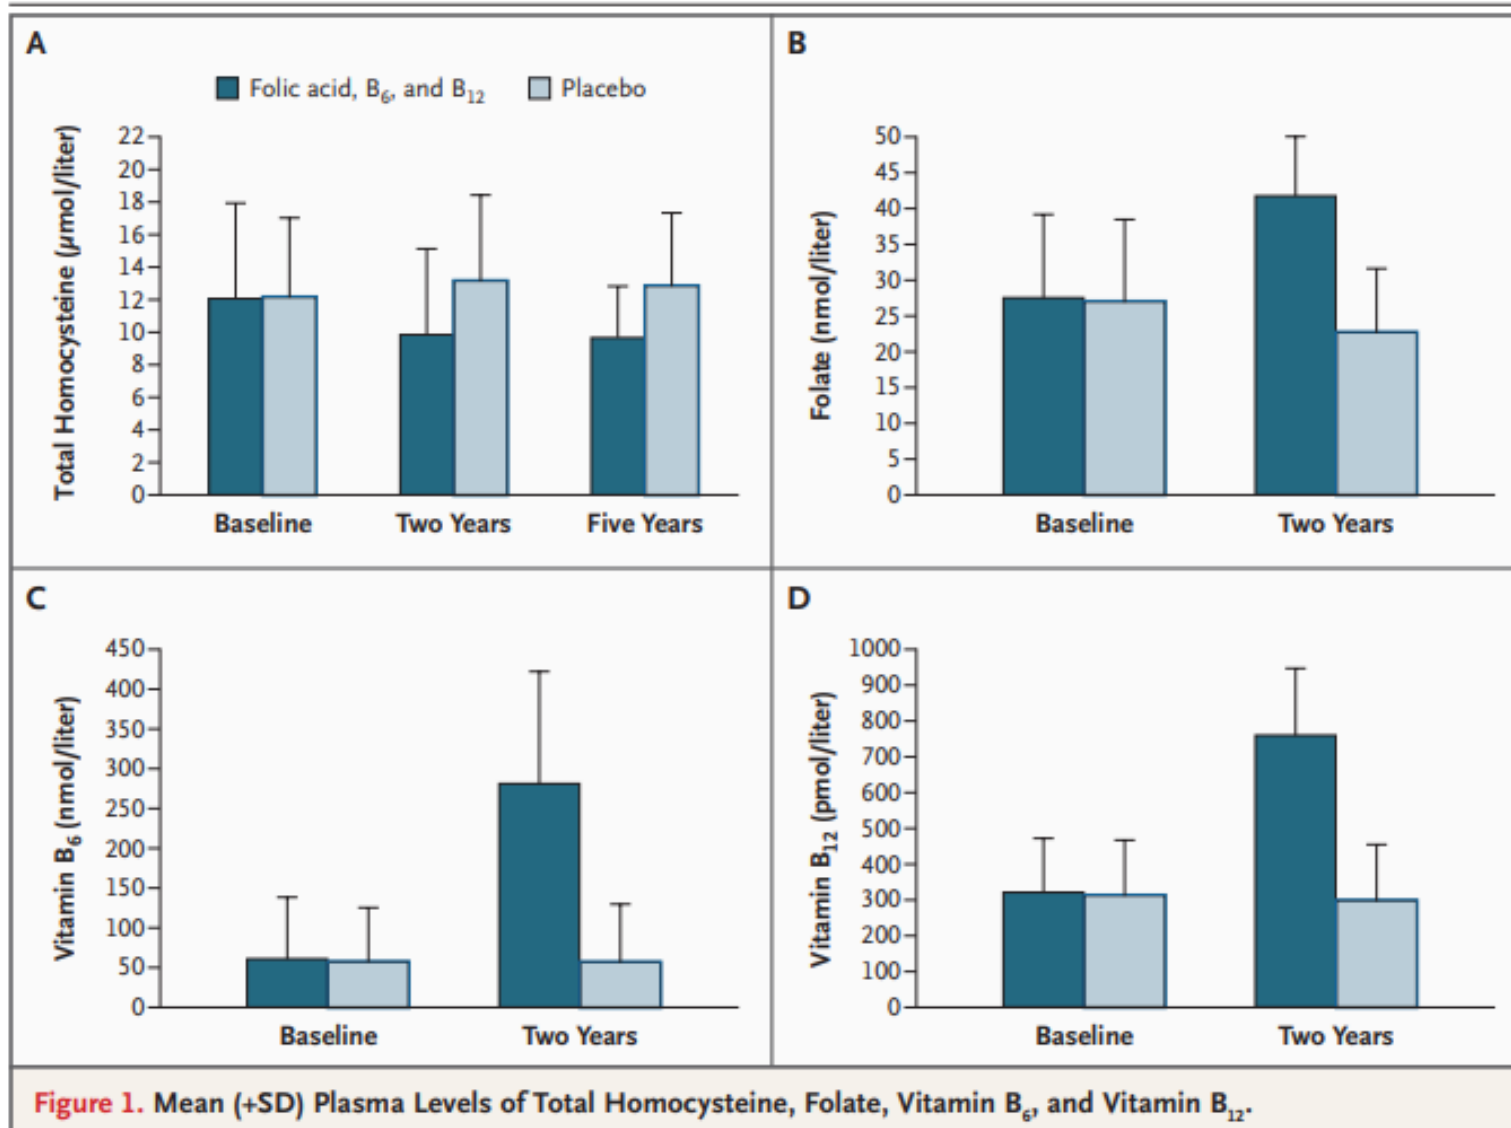 A
Folic acid, B₆, and B₁₂
Placebo
Total Homocysteine (µmol/liter)
22
20
18
16
14
12
10
8
6
4
2
0
Baseline
Two Years
Five Years
B
Folate (nmol/liter)
50
45
40
35
30
25
20
15
10
5
0
Baseline
Two Years
C
Vitamin B₆ (nmol/liter)
450
400
350
300
250
200
150
100
50
0
Baseline
Two Years
D
Vitamin B₁₂ (pmol/liter)
1000
900
800
700
600
500
400
300
200
100
0
Baseline
Two Years
Figure 1. Mean (+SD) Plasma Levels of Total Homocysteine, Folate, Vitamin B₆, and Vitamin B₁₂.